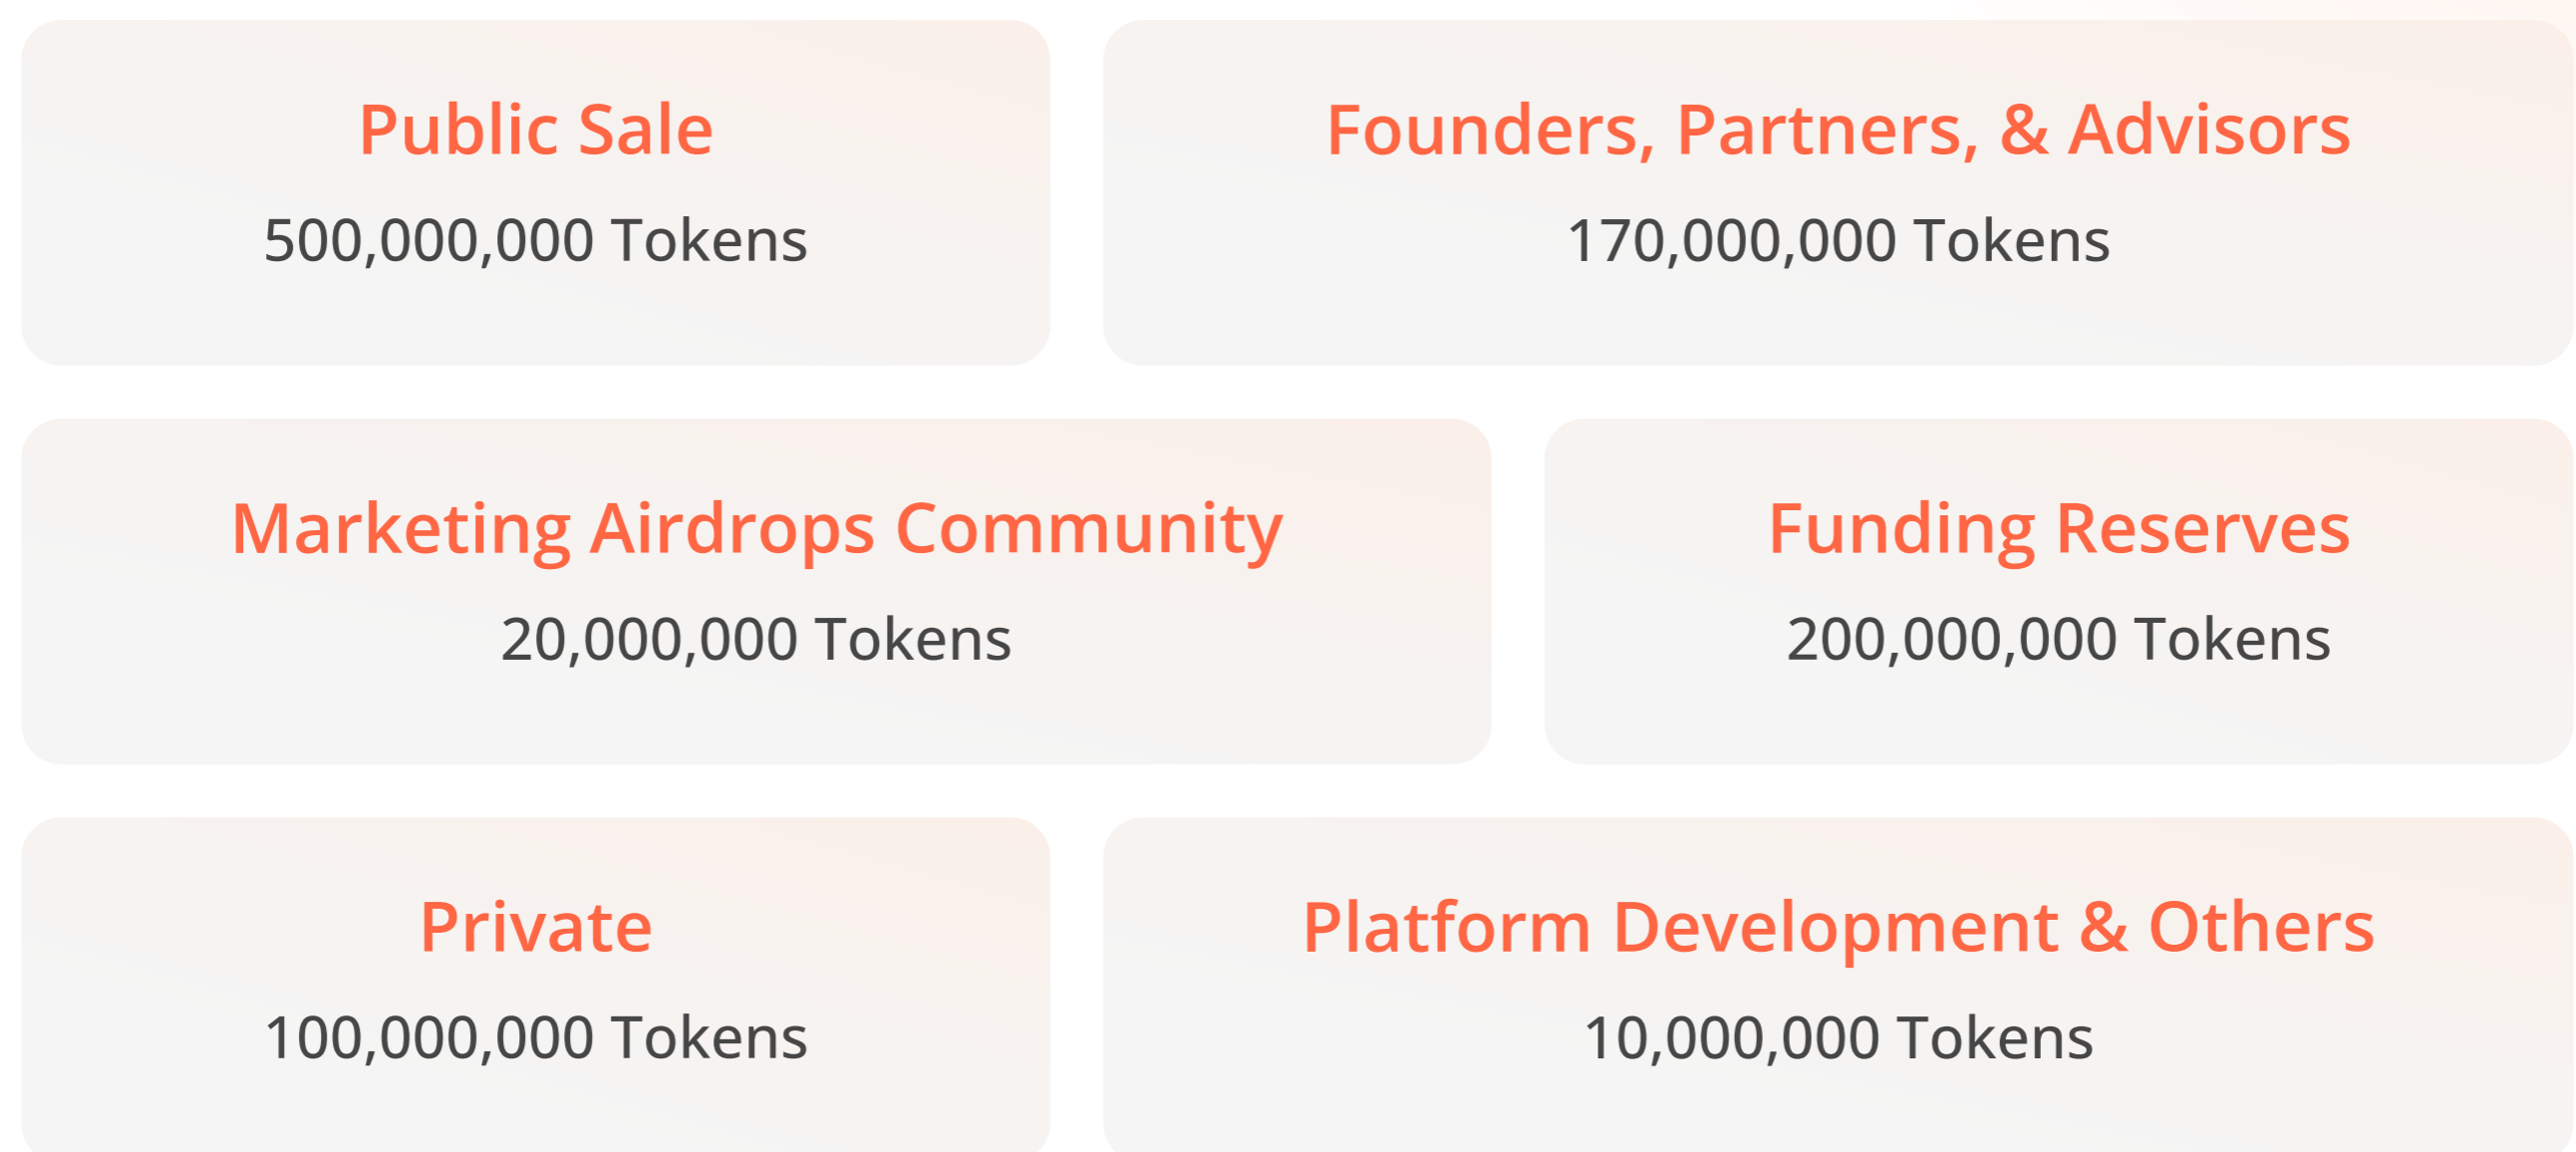 Public Sale
500,000,000 Tokens
Founders, Partners, & Advisors
170,000,000 Tokens
Marketing Airdrops Community
20,000,000 Tokens
Funding Reserves
200,000,000 Tokens
Private
100,000,000 Tokens
Platform Development & Others
10,000,000 Tokens